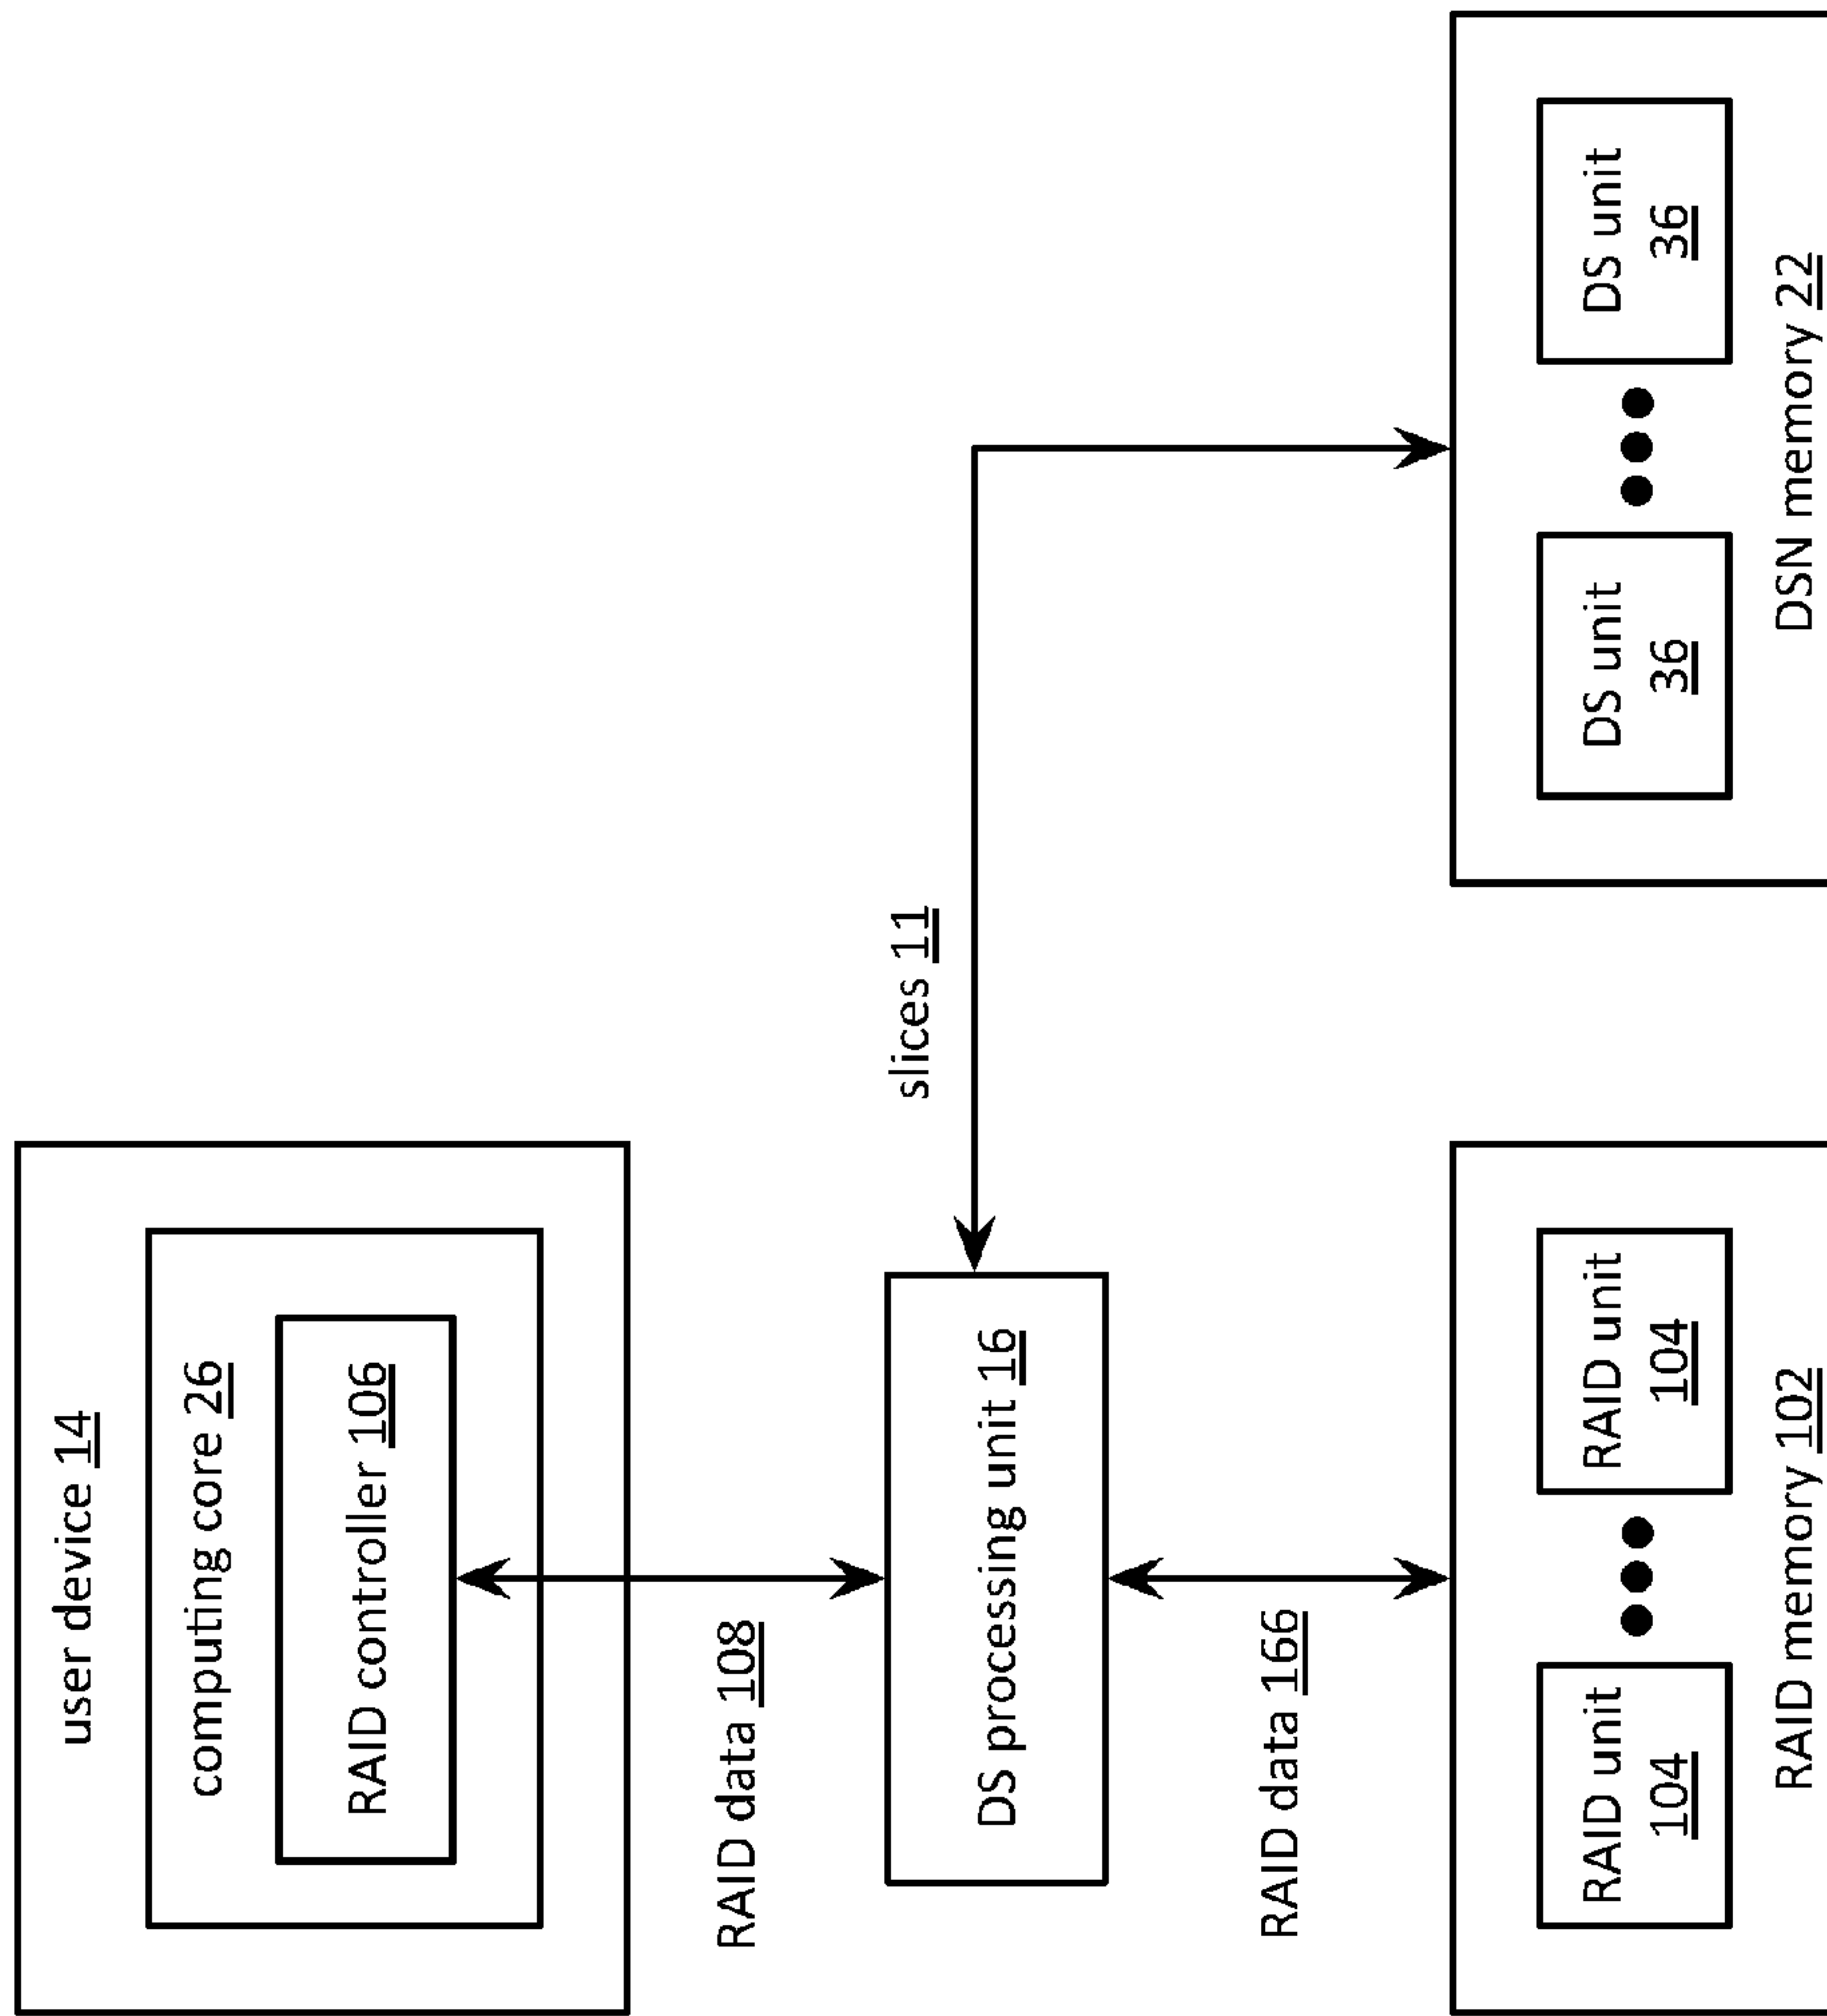 user device 14
computing core 26
RAID controller 106
RAID data 108
slices 11
DS processing unit 16
RAID data 166
RAID unit
104
RAID unit
104
RAID memory 102
DS unit
36
DS unit
36
DSN memory 22